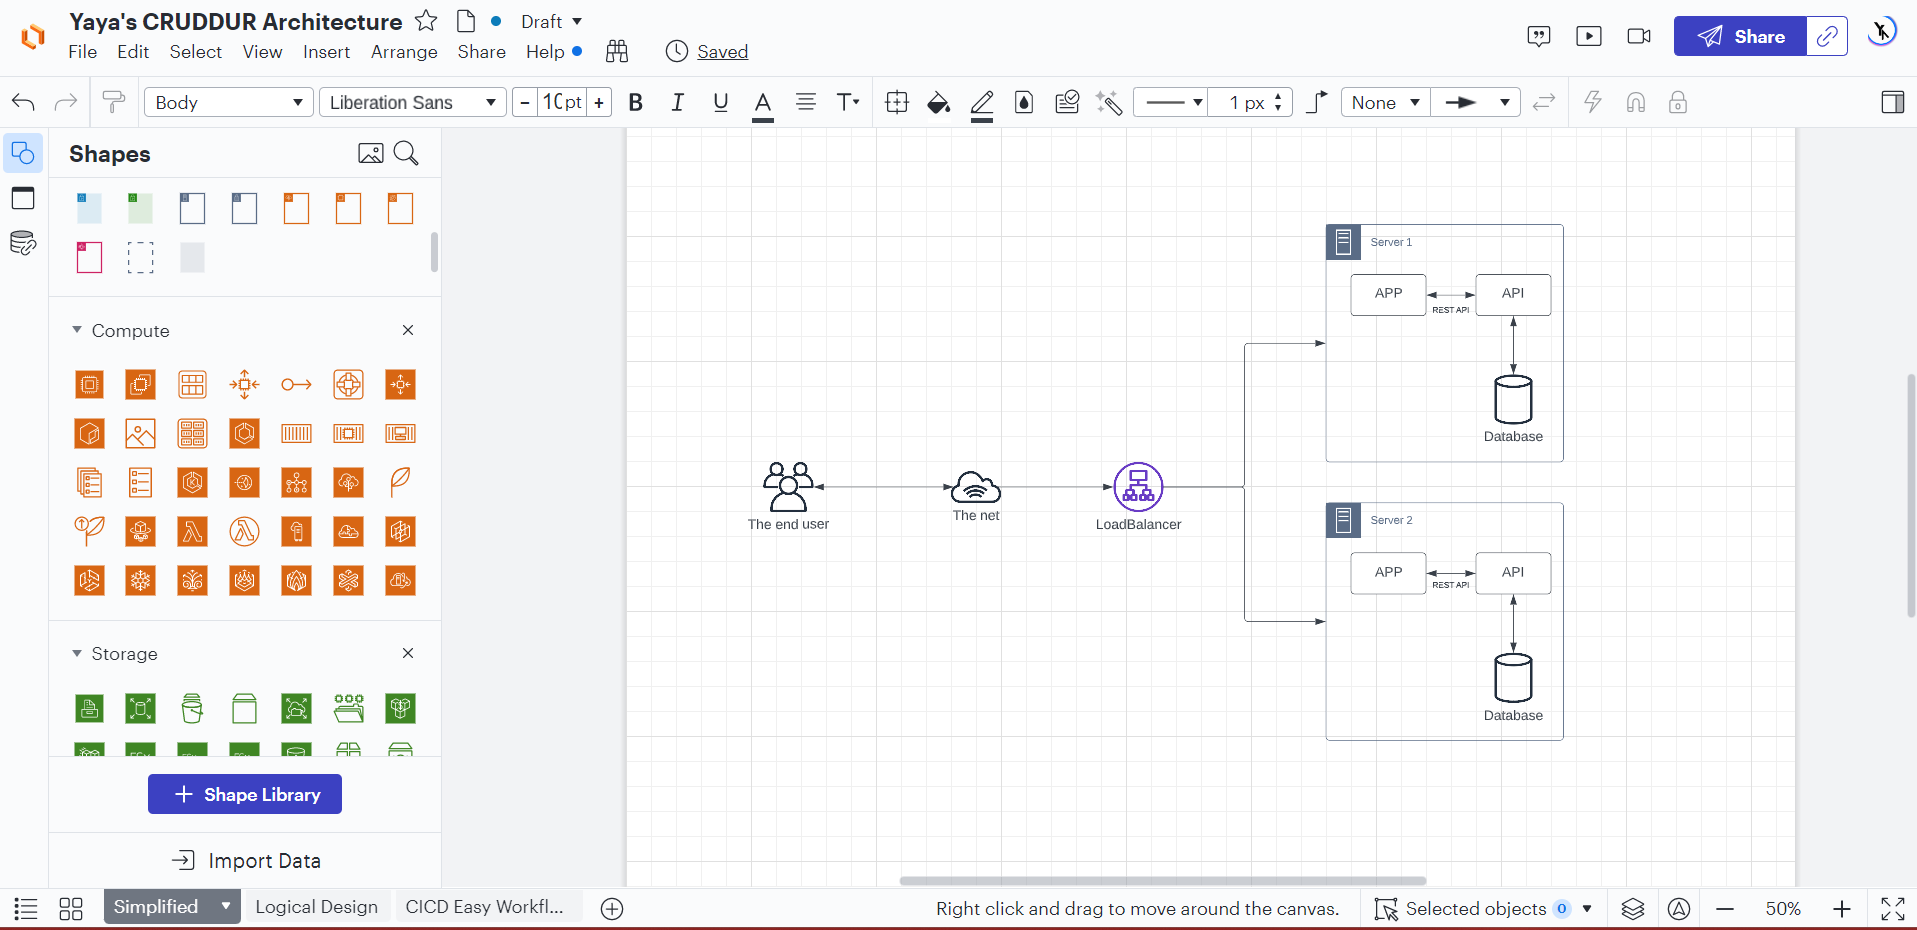 Yaya's CRUDDUR Architecture
Draft
File Edit Select View Insert Arrange Share Help
Saved
Share
Body
Liberation Sans
- 10 pt +
B I U A T
1 px
None
Shapes
Compute
Storage
Shape Library
Import Data
Server 1
APP
API
REST API
Database
The end user
The net
LoadBalancer
Server 2
APP
API
REST API
Database
Simplified
Logical Design
CICD Easy Workfl...
Right click and drag to move around the canvas.
Selected objects 0
50%